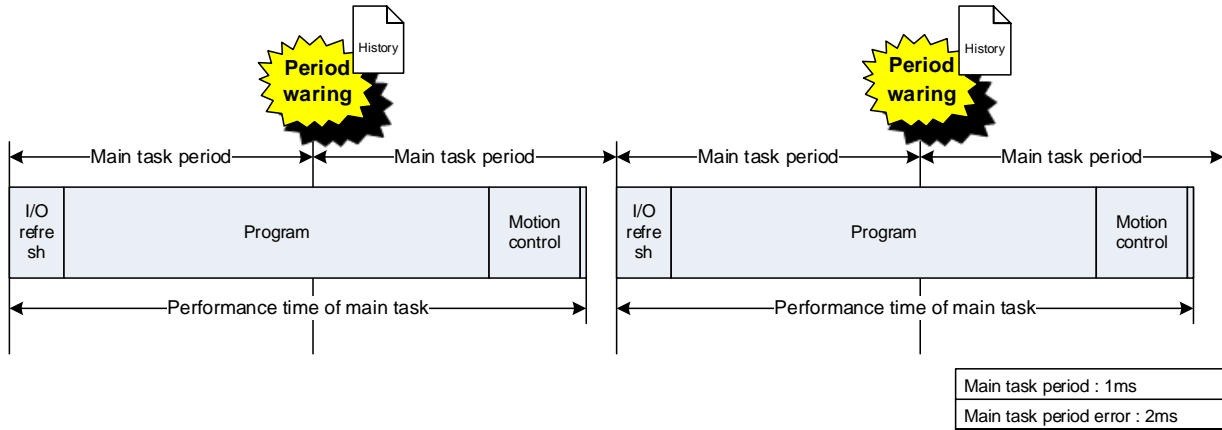 History
Period
waring
History
Period
waring
Main task period
Main task period
Main task period
Main task period
I/O
refre
sh
Program
Motion
control
I/O
refre
sh
Program
Motion
control
Performance time of main task
Performance time of main task
Main task period : 1ms
Main task period error : 2ms